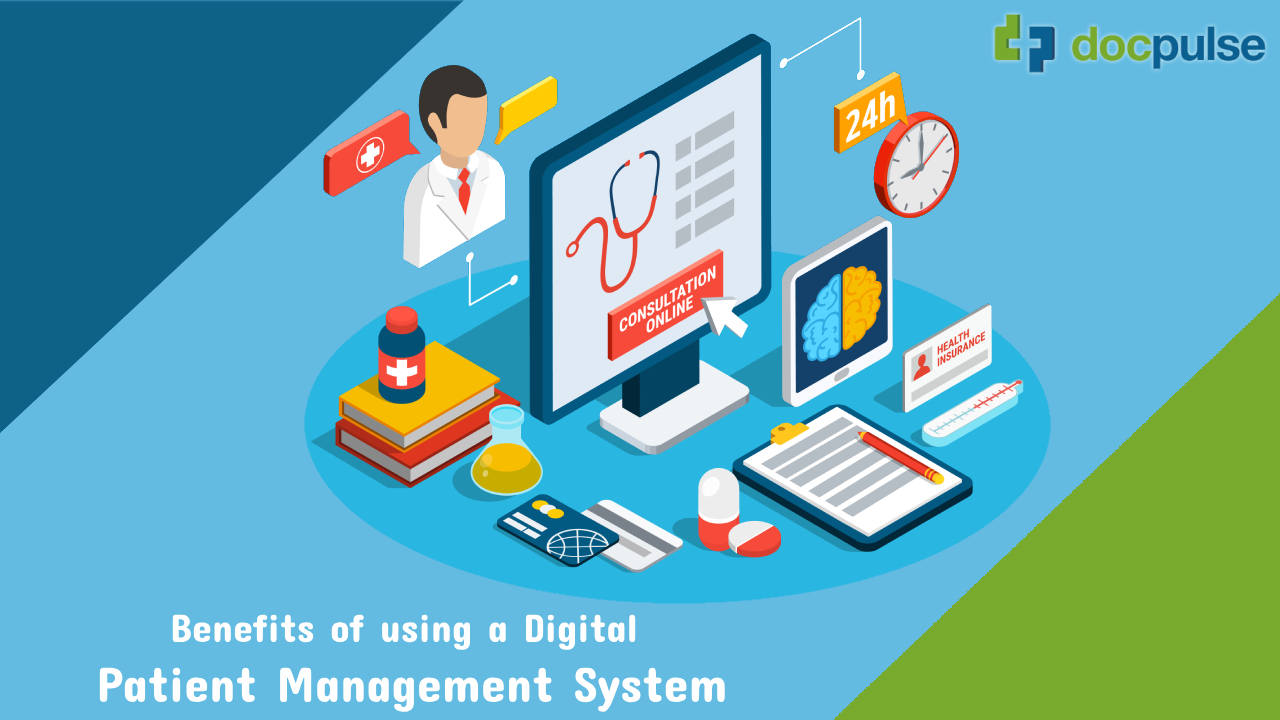 docpulse
24h
CONSULTATION
ONLINE
HEALTH
INSURANCE
Benefits of using a Digital
Patient Management System